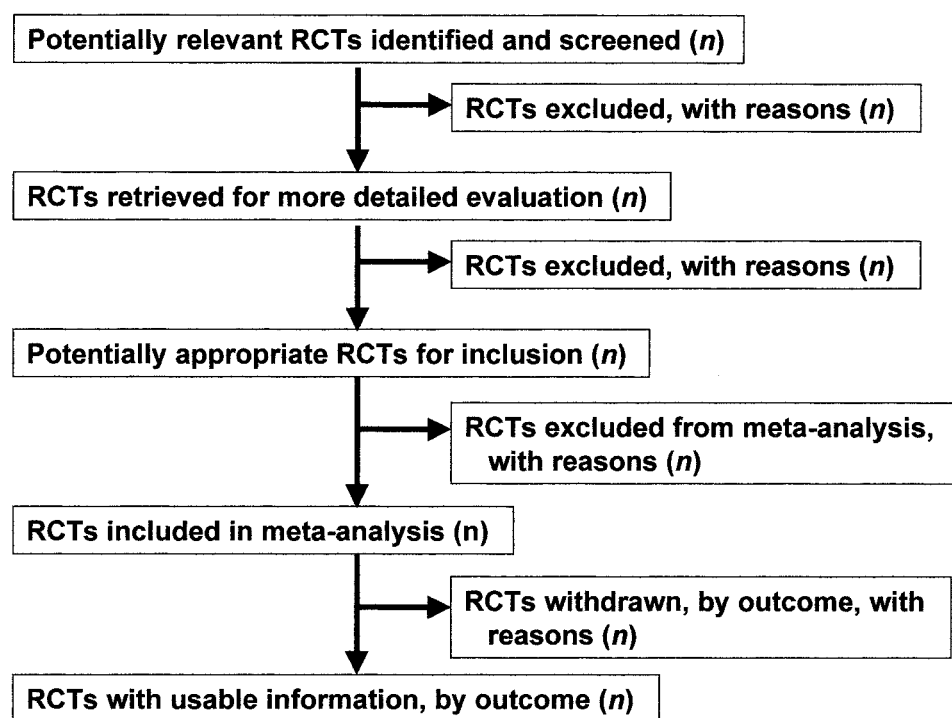 Potentially relevant RCTs identified and screened (n)
RCTs excluded, with reasons (n)
RCTs retrieved for more detailed evaluation (n)
RCTs excluded, with reasons (n)
Potentially appropriate RCTs for inclusion (n)
RCTs excluded from meta-analysis,
with reasons (n)
RCTs included in meta-analysis (n)
RCTs withdrawn, by outcome, with
reasons (n)
RCTs with usable information, by outcome (n)